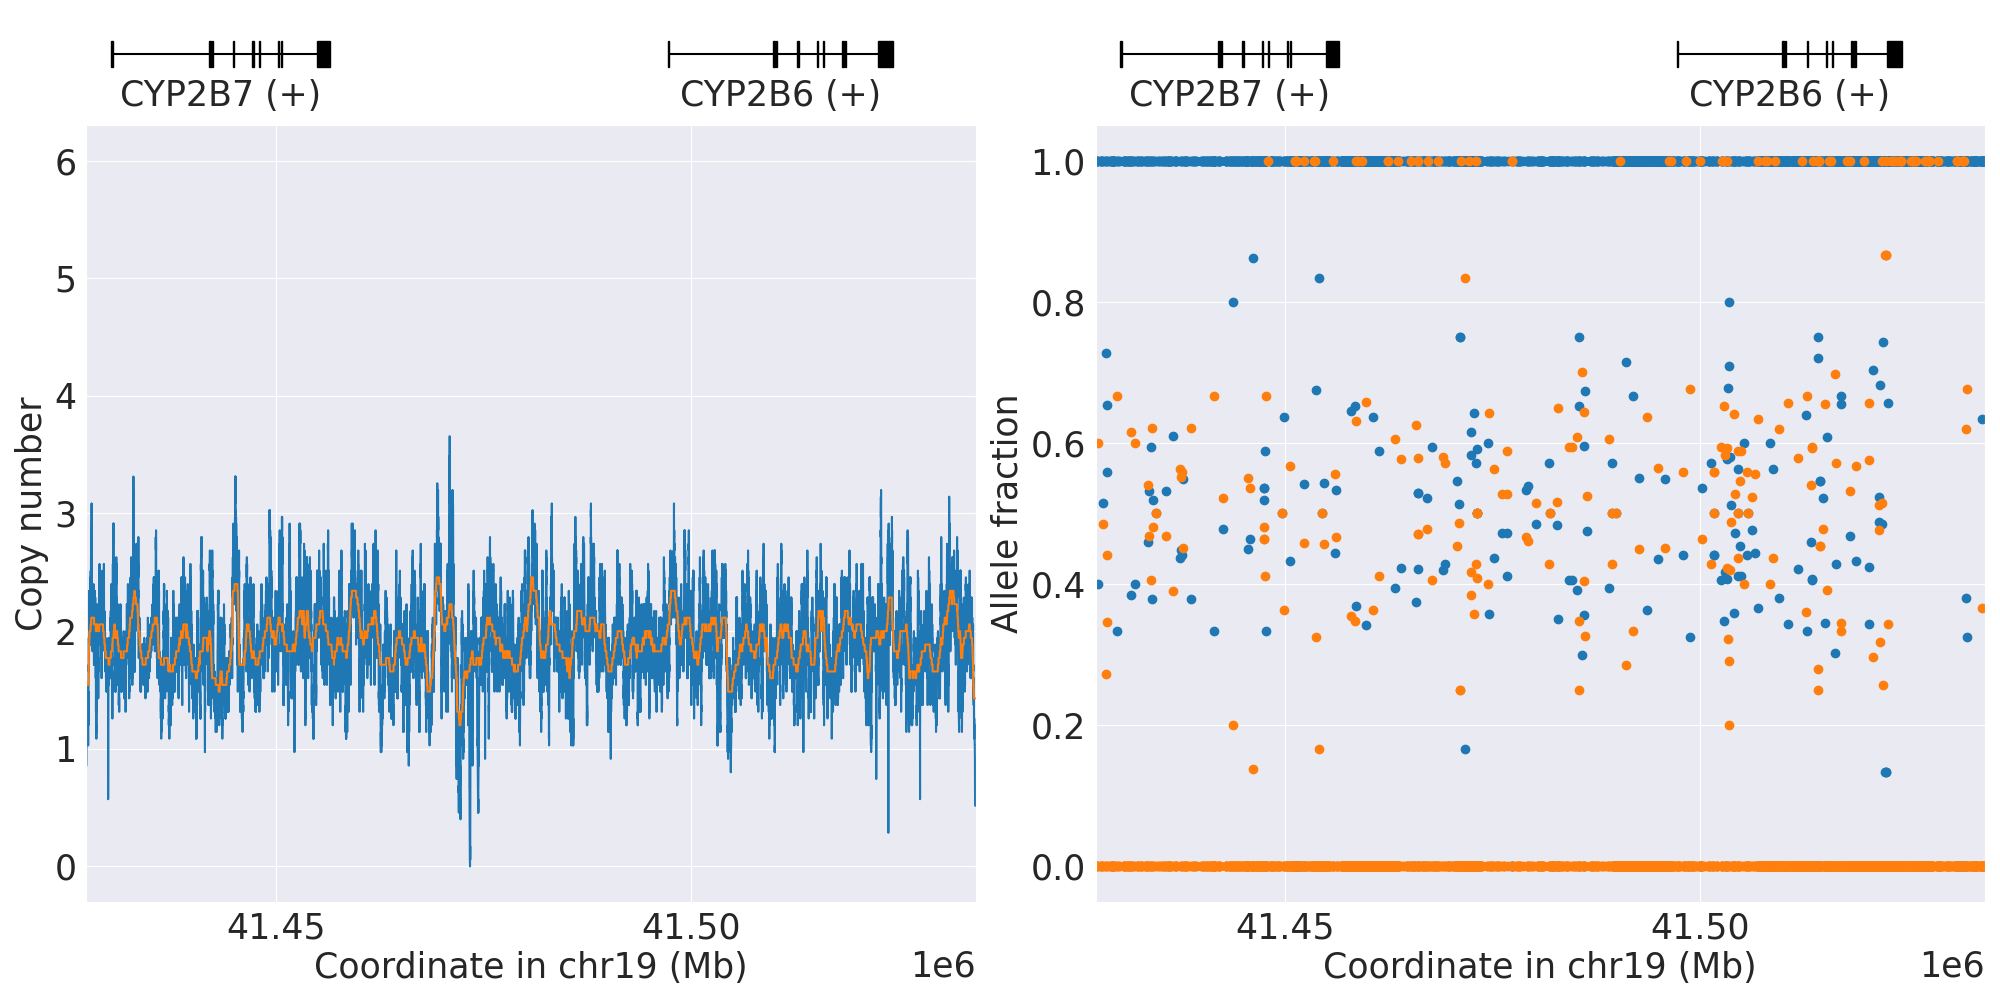 CYP2B7 (+)
CYP2B6 (+)
CYP2B7 (+)
CYP2B6 (+)
Copy number
6
5
4
3
2
1
0
41.45
41.50
Coordinate in chr19 (Mb)
1e6
Allele fraction
1.0
0.8
0.6
0.4
0.2
0.0
41.45
41.50
Coordinate in chr19 (Mb)
1e6